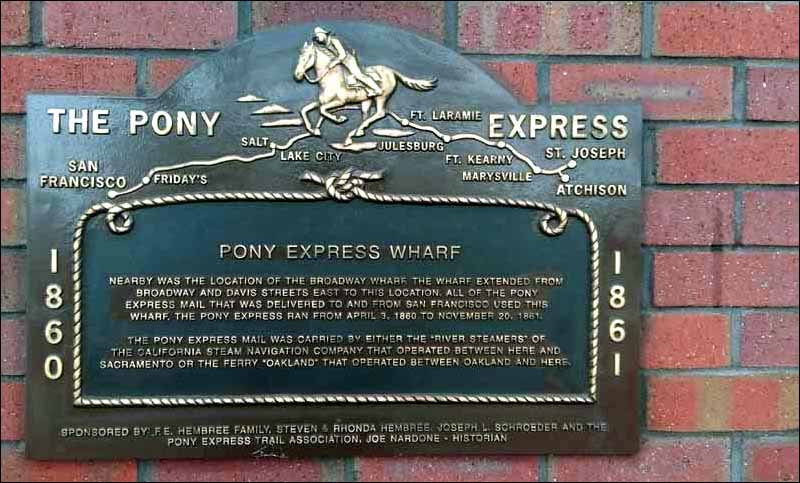 THE PONY EXPRESS
FT. LARAMIE
SALT
LAKE CITY
JULESBURG
FT. KEARNY
ST. JOSEPH
SAN
FRANCISCO
FRIDAY'S
MARYSVILLE
ATCHISON
1860
1861
PONY EXPRESS WHARF
NEARBY WAS THE LOCATION OF THE BROADWAY WHARF. THE WHARF EXTENDED FROM
BROADWAY AND DAVIS STREETS EAST TO THIS LOCATION. ALL OF THE PONY
EXPRESS MAIL THAT WAS DELIVERED TO AND FROM SAN FRANCISCO USED THIS
WHARF. THE PONY EXPRESS RAN FROM APRIL 3, 1860 TO NOVEMBER 20, 1861.
THE PONY EXPRESS MAIL WAS CARRIED BY EITHER THE "RIVER STEAMERS" OF
THE CALIFORNIA STEAM NAVIGATION COMPANY THAT OPERATED BETWEEN HERE AND
SACRAMENTO OR THE FERRY "OAKLAND" THAT OPERATED BETWEEN OAKLAND AND HERE.
SPONSORED BY: F.E. HEMBREE FAMILY, STEVEN & RHONDA HEMBREE, JOSEPH L. SCHROEDER AND THE
PONY EXPRESS TRAIL ASSOCIATION, JOE NARDONE - HISTORIAN